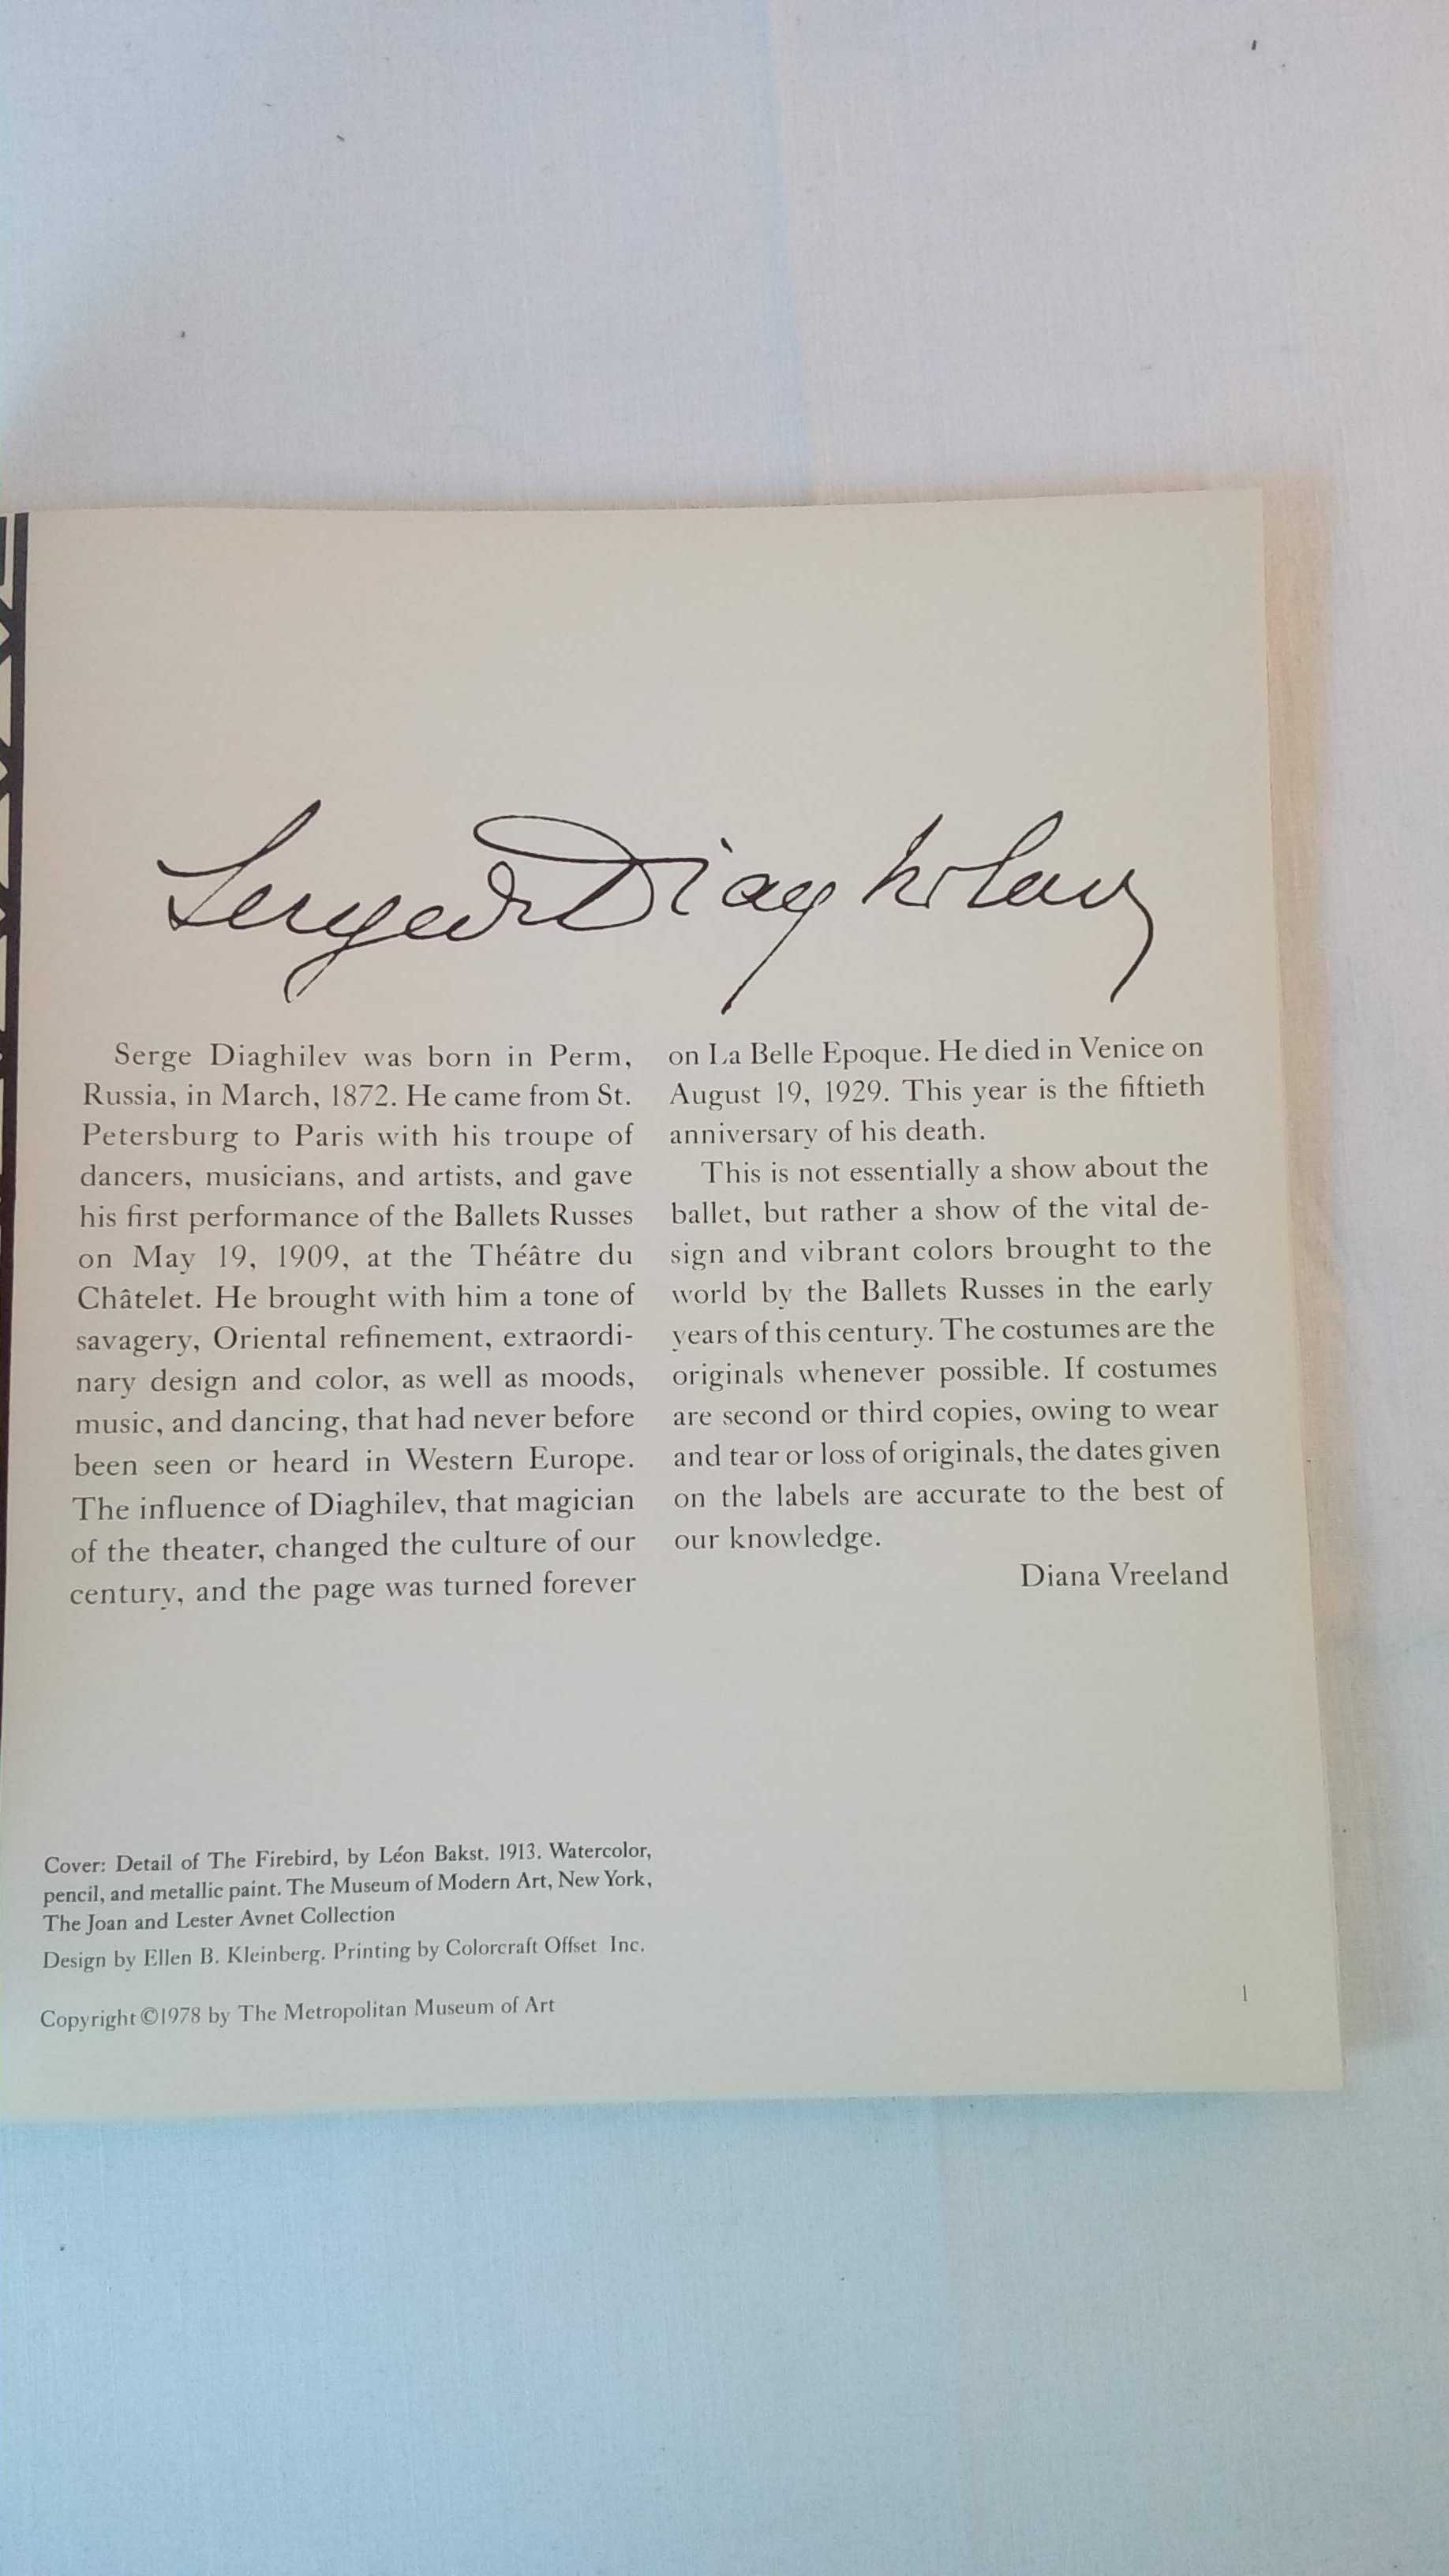 Serge Diaghilew
Serge Diaghilev was born in Perm,
Russia, in March, 1872. He came from St.
Petersburg to Paris with his troupe of
dancers, musicians, and artists, and gave
his first performance of the Ballets Russes
on May 19, 1909, at the Théâtre du
Châtelet. He brought with him a tone of
savagery, Oriental refinement, extraordi-
nary design and color, as well as moods,
music, and dancing, that had never before
been seen or heard in Western Europe.
The influence of Diaghilev, that magician
of the theater, changed the culture of our
century, and the page was turned forever
on La Belle Epoque. He died in Venice on
August 19, 1929. This year is the fiftieth
anniversary of his death.
This is not essentially a show about the
ballet, but rather a show of the vital de-
sign and vibrant colors brought to the
world by the Ballets Russes in the early
years of this century. The costumes are the
originals whenever possible. If costumes
are second or third copies, owing to wear
and tear or loss of originals, the dates given
on the labels are accurate to the best of
our knowledge.
Diana Vreeland
Cover: Detail of The Firebird, by Léon Bakst. 1913. Watercolor,
pencil, and metallic paint. The Museum of Modern Art, New York,
The Joan and Lester Avnet Collection
Design by Ellen B. Kleinberg. Printing by Colorcraft Offset Inc.
Copyright ©1978 by The Metropolitan Museum of Art
1